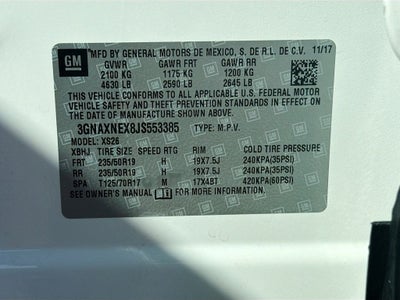 GM MFD BY GENERAL MOTORS DE MEXICO, S. DE R.L. DE C.V. 11/17
GVWR GAWR FRT GAWR RR
2100 KG 1175 KG 1200 KG
4630 LB 2590 LB 2645 LB
THIS VEHICLE CONFORMS TO ALL APPLICABLE U.S. FEDERAL
MOTOR VEHICLE SAFETY AND THEFT PREVENTION STANDARDS IN
EFFECT ON THE DATE OF MANUFACTURE SHOWN ABOVE.
3GNAXNEX8JS553385 TYPE: M.P.V.
MODEL: XS26
XBHJ. TIRE SIZE SPEED RTG RIM COLD TIRE PRESSURE
FRT 235/50R19 H 19X7.5J 240KPA(35PSI)
RR 235/50R19 H 19X7.5J 240KPA(35PSI)
SPA T125/70R17 M 17X4BT 420KPA(60PSI)
SEE OWNER'S MANUAL FOR MORE INFORMATION.